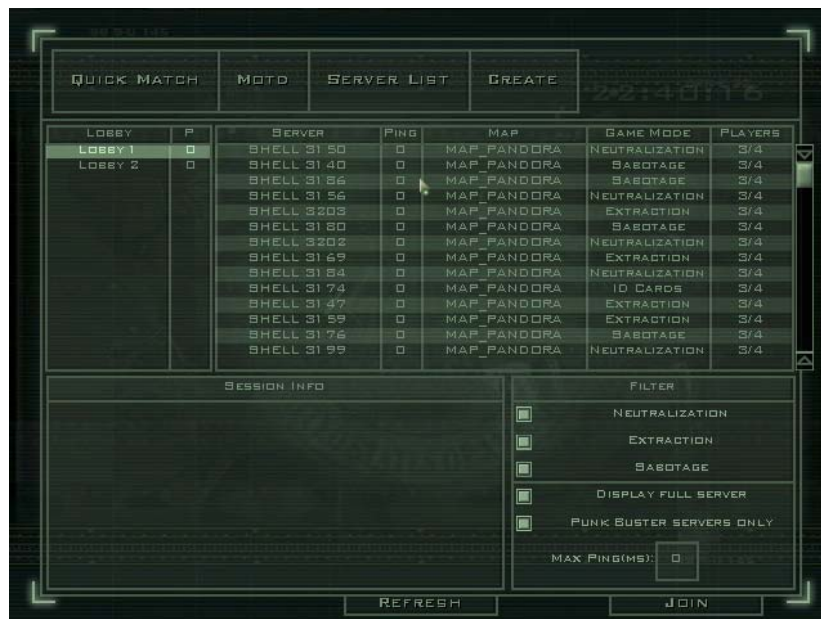 QUICK MATCH MOTD SERVER LIST CREATE
22:40:16
LOBBY P SERVER PING MAP GAME MODE PLAYERS
LOBBY 1 0 SHELL 3150 0 MAP_PANDORA NEUTRALIZATION 3/4
LOBBY 2 0 SHELL 3140 0 MAP_PANDORA SABOTAGE 3/4
SHELL 3186 0 MAP_PANDORA SABOTAGE 3/4
SHELL 3156 0 MAP_PANDORA NEUTRALIZATION 3/4
SHELL 3203 0 MAP_PANDORA EXTRACTION 3/4
SHELL 3180 0 MAP_PANDORA SABOTAGE 3/4
SHELL 3202 0 MAP_PANDORA NEUTRALIZATION 3/4
SHELL 3169 0 MAP_PANDORA EXTRACTION 3/4
SHELL 3184 0 MAP_PANDORA NEUTRALIZATION 3/4
SHELL 3174 0 MAP_PANDORA ID CARDS 3/4
SHELL 3147 0 MAP_PANDORA EXTRACTION 3/4
SHELL 3159 0 MAP_PANDORA EXTRACTION 3/4
SHELL 3176 0 MAP_PANDORA SABOTAGE 3/4
SHELL 3199 0 MAP_PANDORA NEUTRALIZATION 3/4
SESSION INFO FILTER
NEUTRALIZATION
EXTRACTION
SABOTAGE
DISPLAY FULL SERVER
PUNK BUSTER SERVERS ONLY
MAX PING(MS): 0
REFRESH JOIN